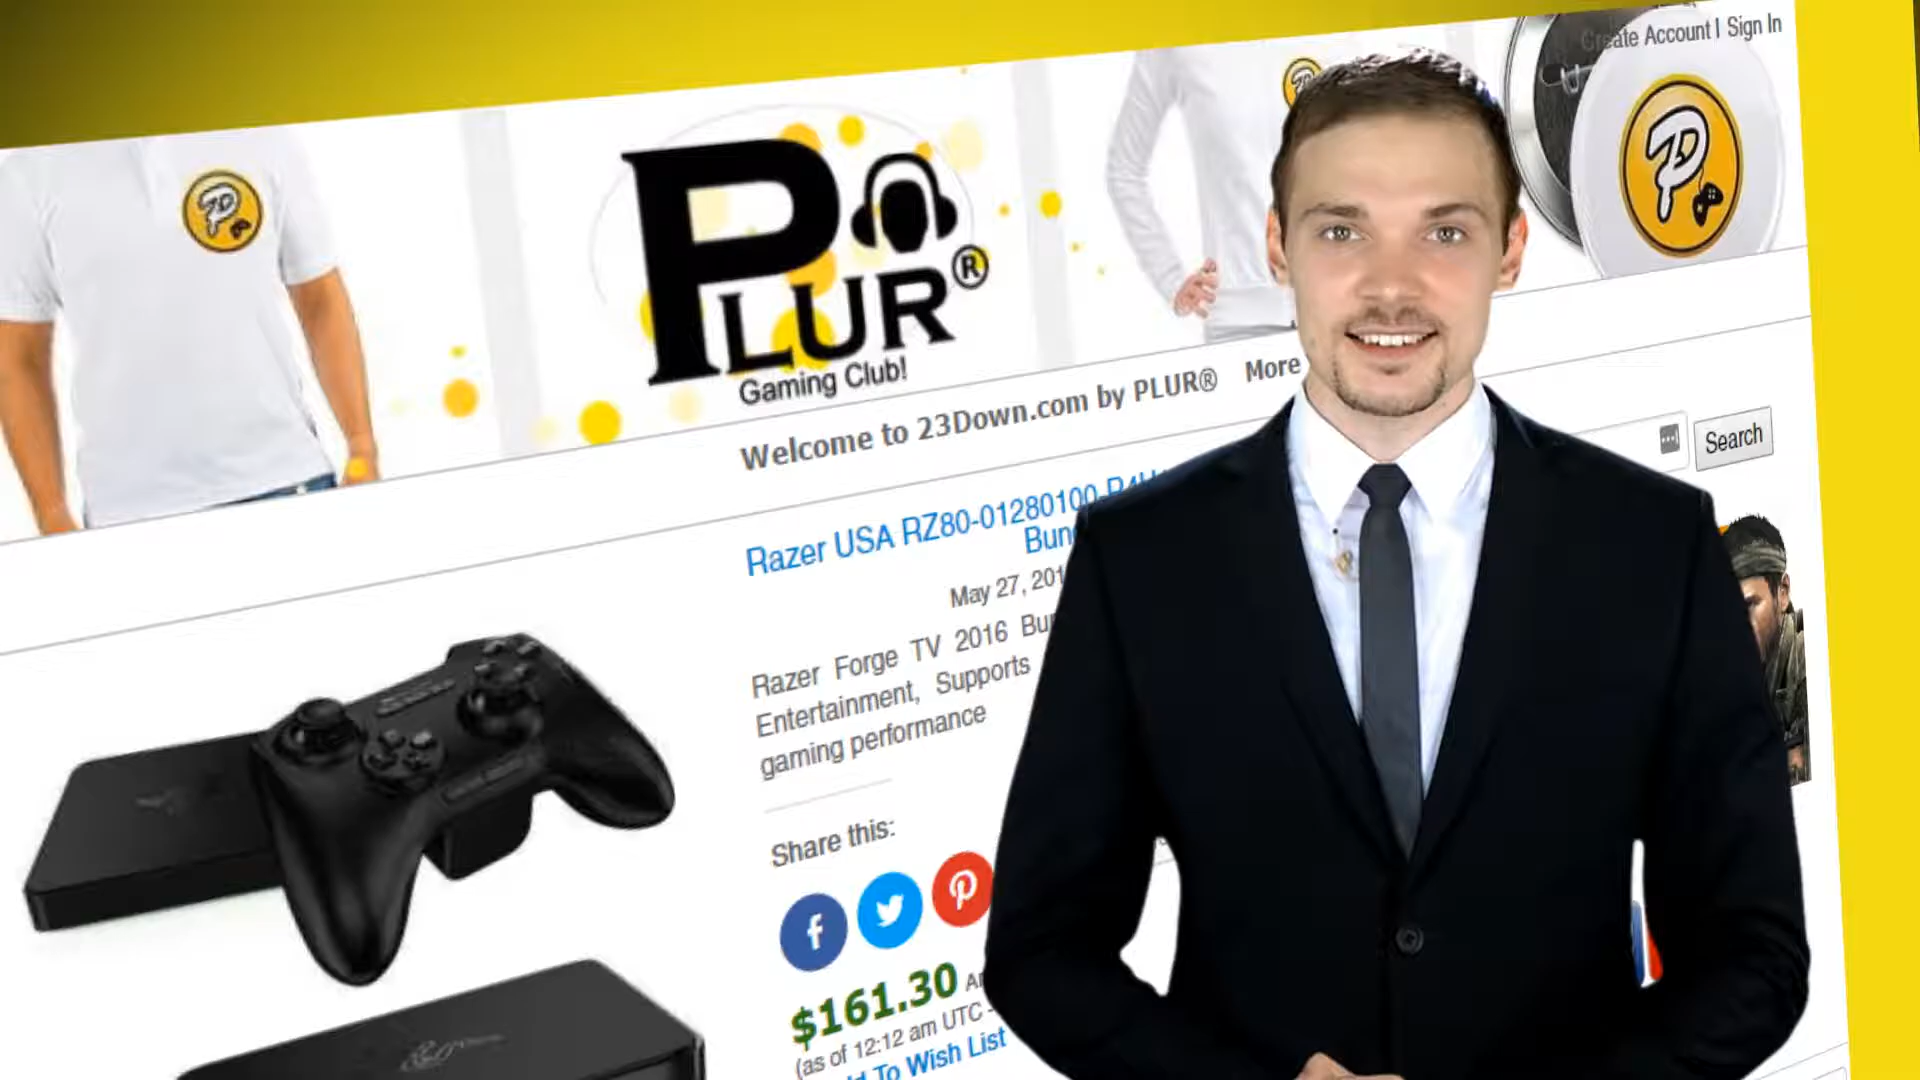 Create Account | Sign In
PLUR®
Gaming Club!
Welcome to 23Down.com by PLUR® More
Search
Razer USA RZ80-01280100-
May 27,
Razer Forge TV 2016
Entertainment, Supports
gaming performance
Share this:
$161.30
(as of 12:12 am UTC -
To Wish List